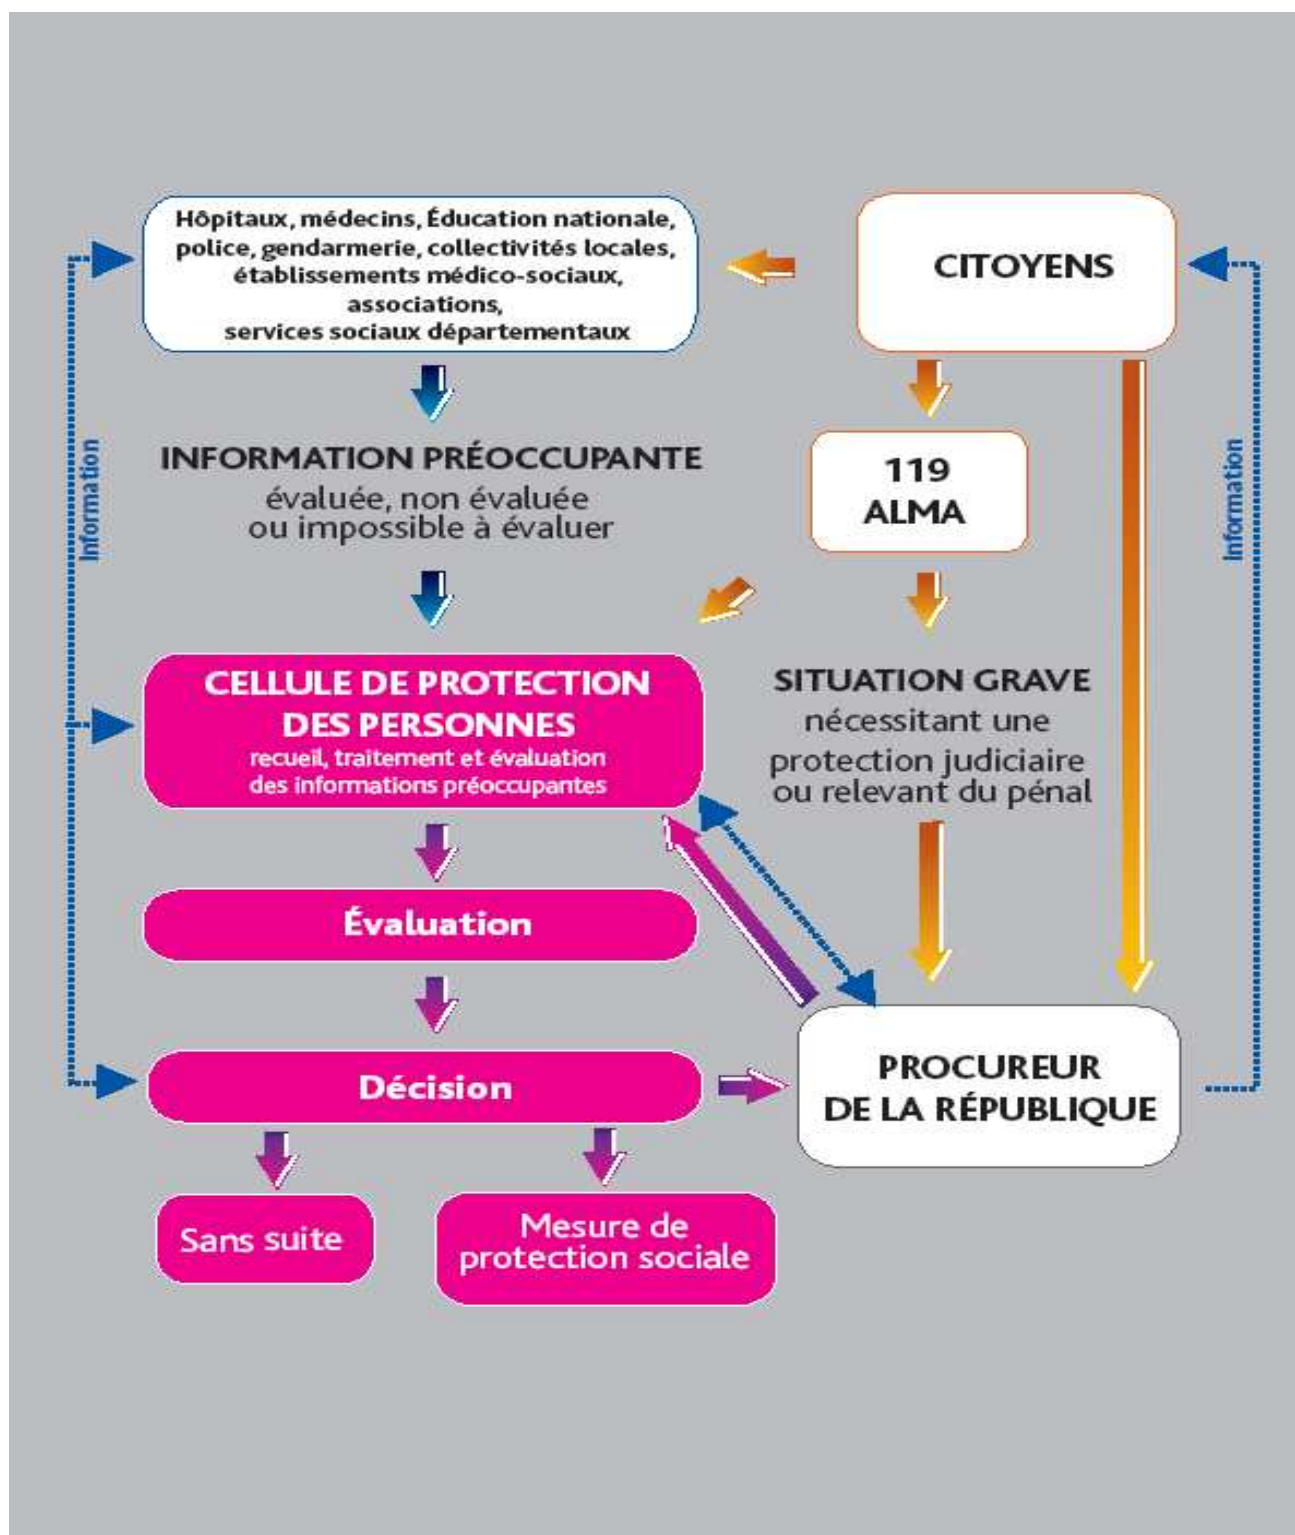 Hôpitaux, médecins, Éducation nationale,
police, gendarmerie, collectivités locales,
établissements médico-sociaux,
associations,
services sociaux départementaux
CITOYENS
Information
INFORMATION PRÉOCCUPANTE
évaluée, non évaluée
ou impossible à évaluer
119
ALMA
Information
CELLULE DE PROTECTION
DES PERSONNES
recueil, traitement et évaluation
des informations préoccupantes
SITUATION GRAVE
nécessitant une
protection judiciaire
ou relevant du pénal
Évaluation
Décision
PROCUREUR
DE LA RÉPUBLIQUE
Sans suite
Mesure de
protection sociale